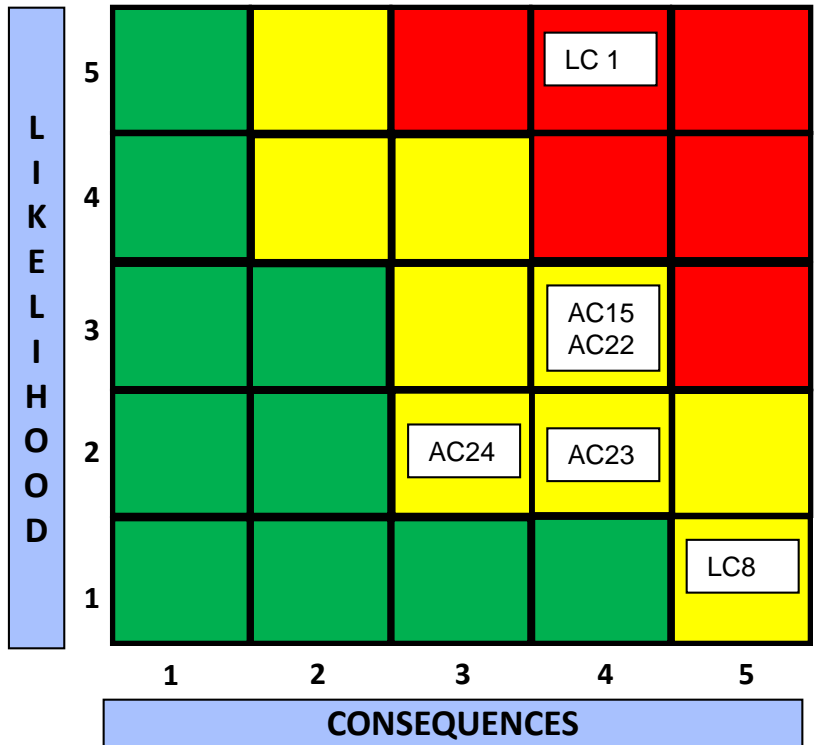 LIKELIHOOD
5
LC 1
4
3
AC15
AC22
2
AC24
AC23
1
LC8
1 2 3 4 5
CONSEQUENCES